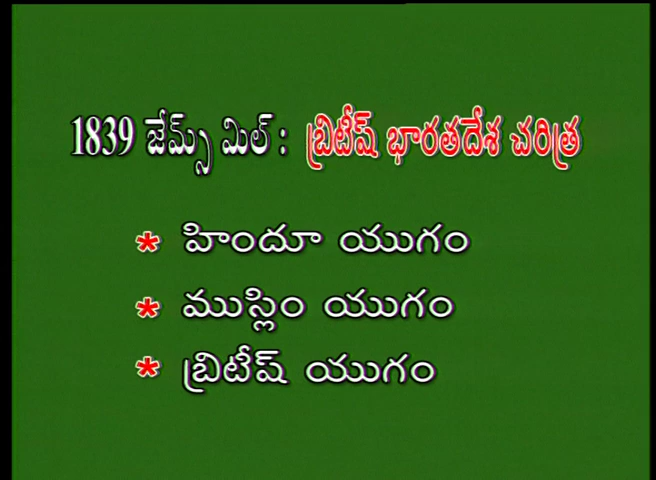 1839 జేమ్స్ మిల్ : బ్రిటీష్ భారతదేశ చరిత్ర
* హిందూ యుగం
* ముస్లిం యుగం
* బ్రిటీష్ యుగం